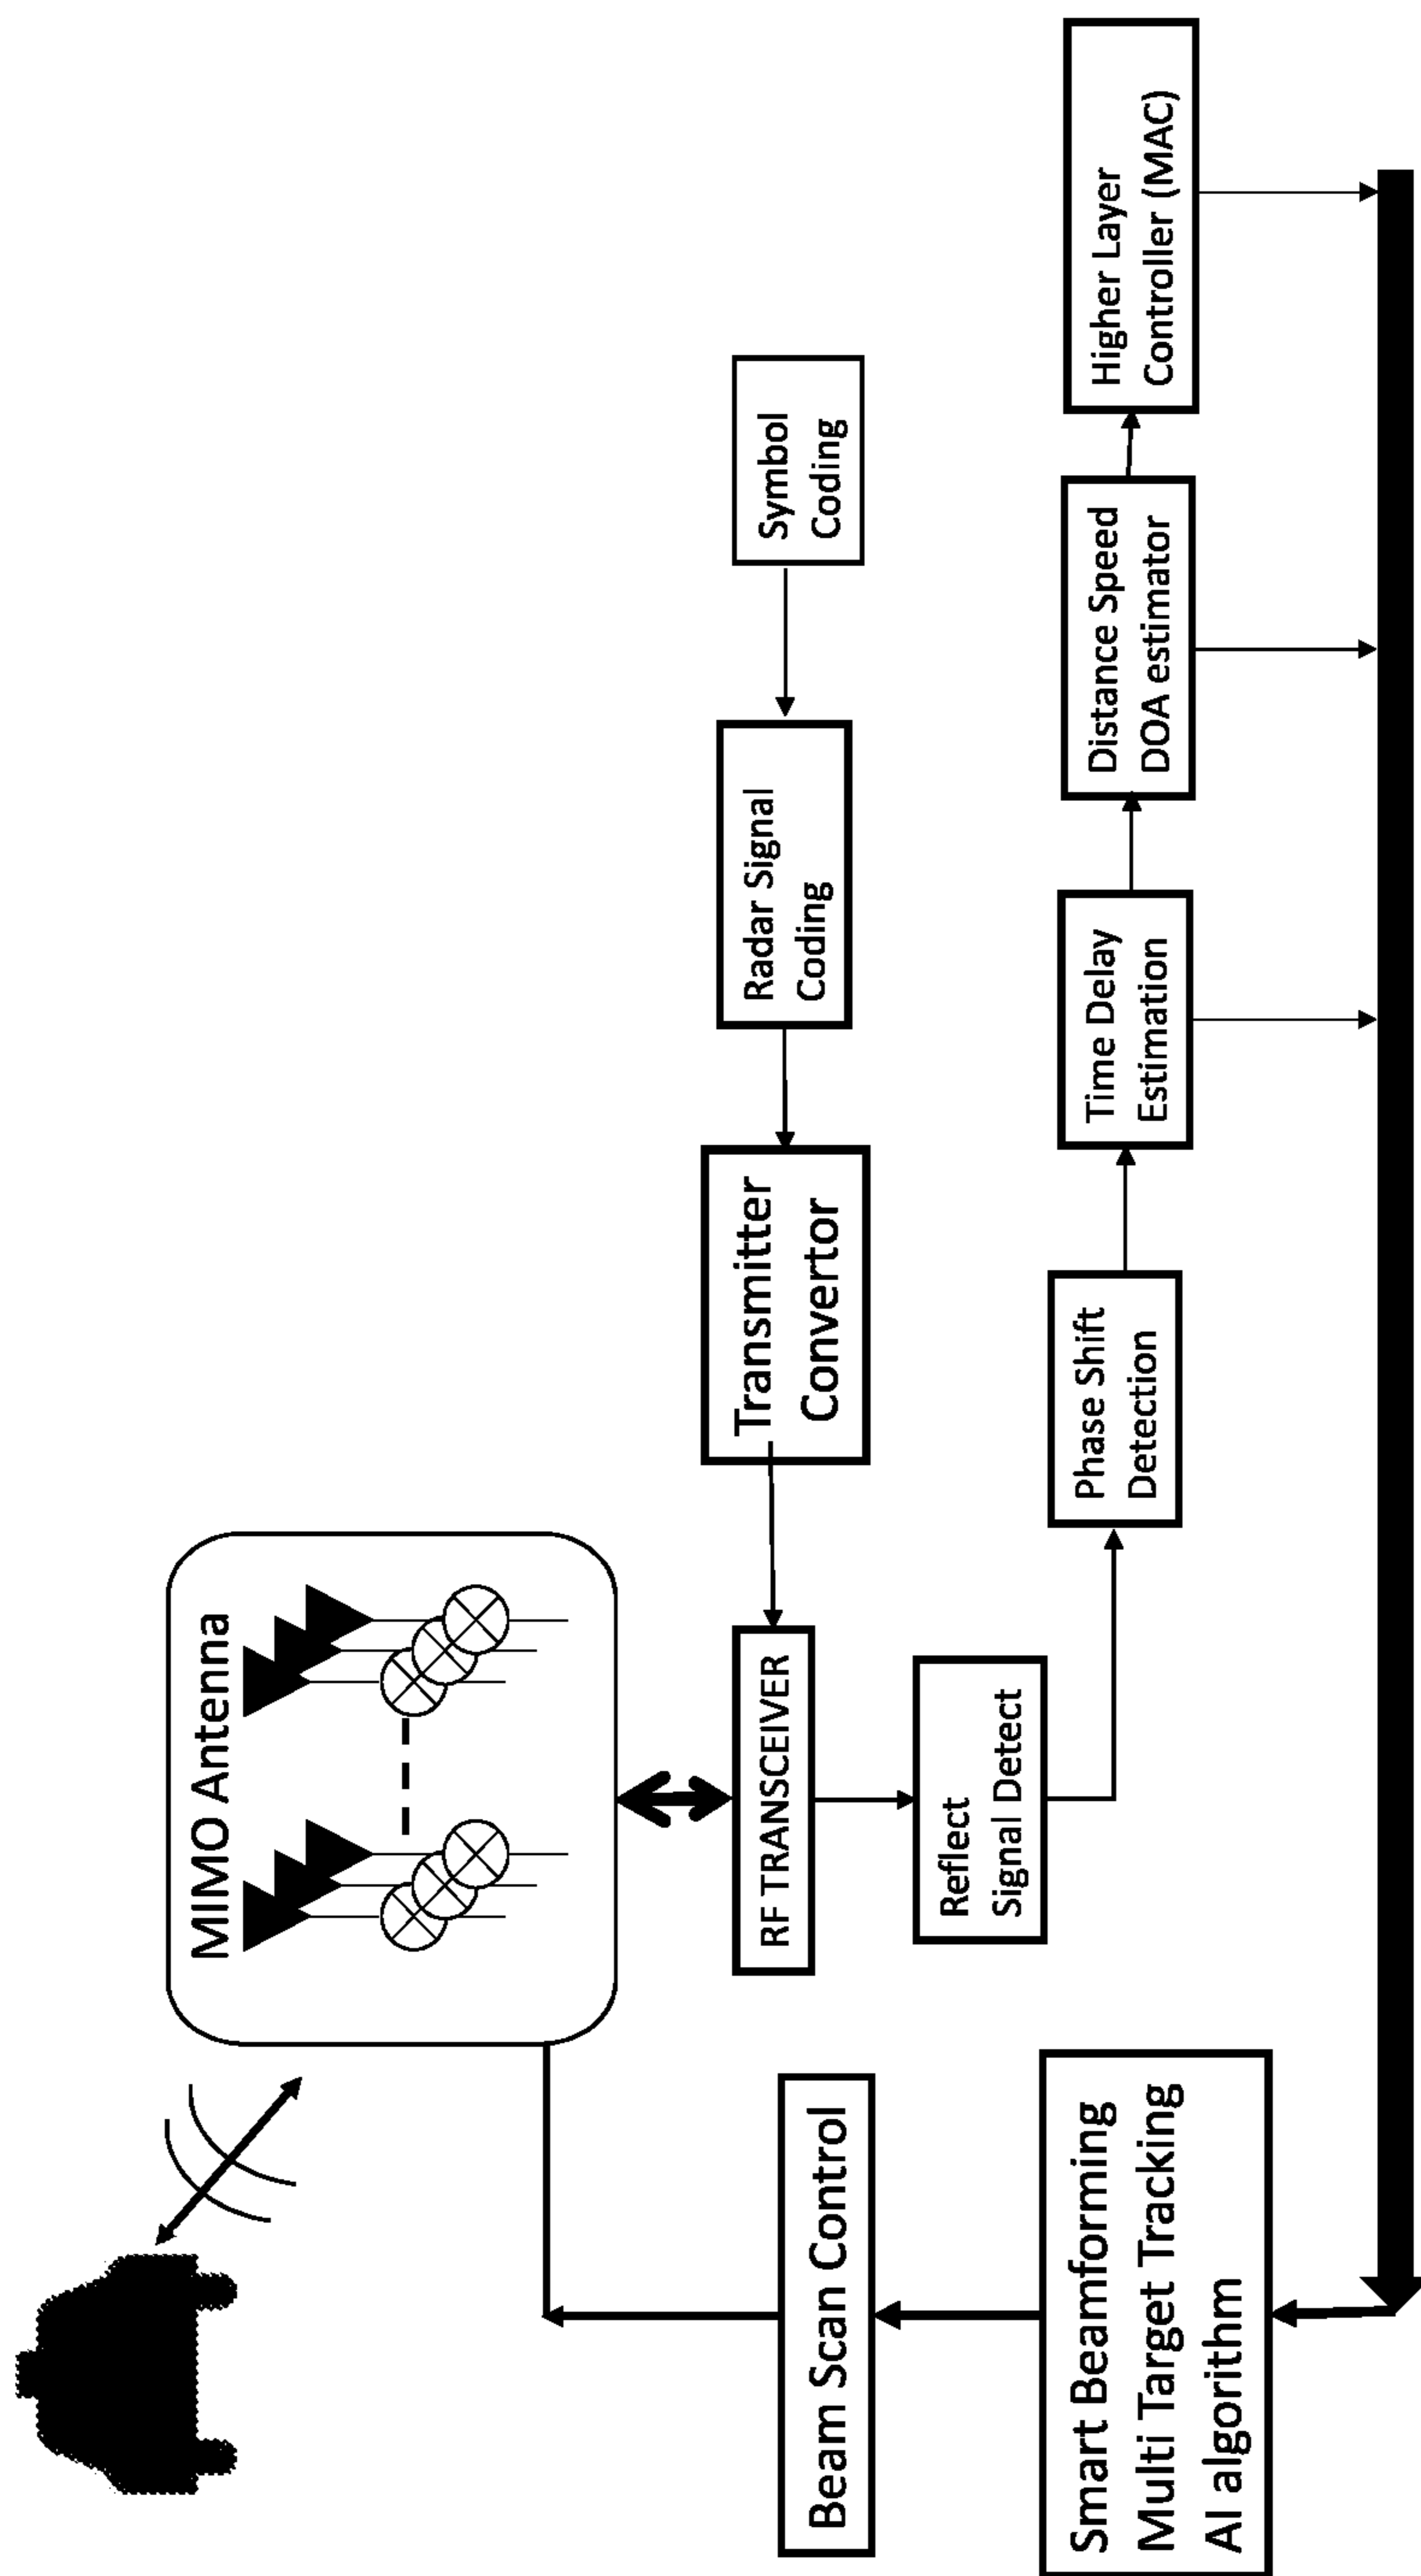 MIMO Antenna
Beam Scan Control
RF TRANSCEIVER
Transmitter
Convertor
Radar Signal
Coding
Symbol
Coding
Reflect
Signal Detect
Smart Beamforming
Multi Target Tracking
AI algorithm
Phase Shift
Detection
Time Delay
Estimation
Distance Speed
DOA estimator
Higher Layer
Controller (MAC)